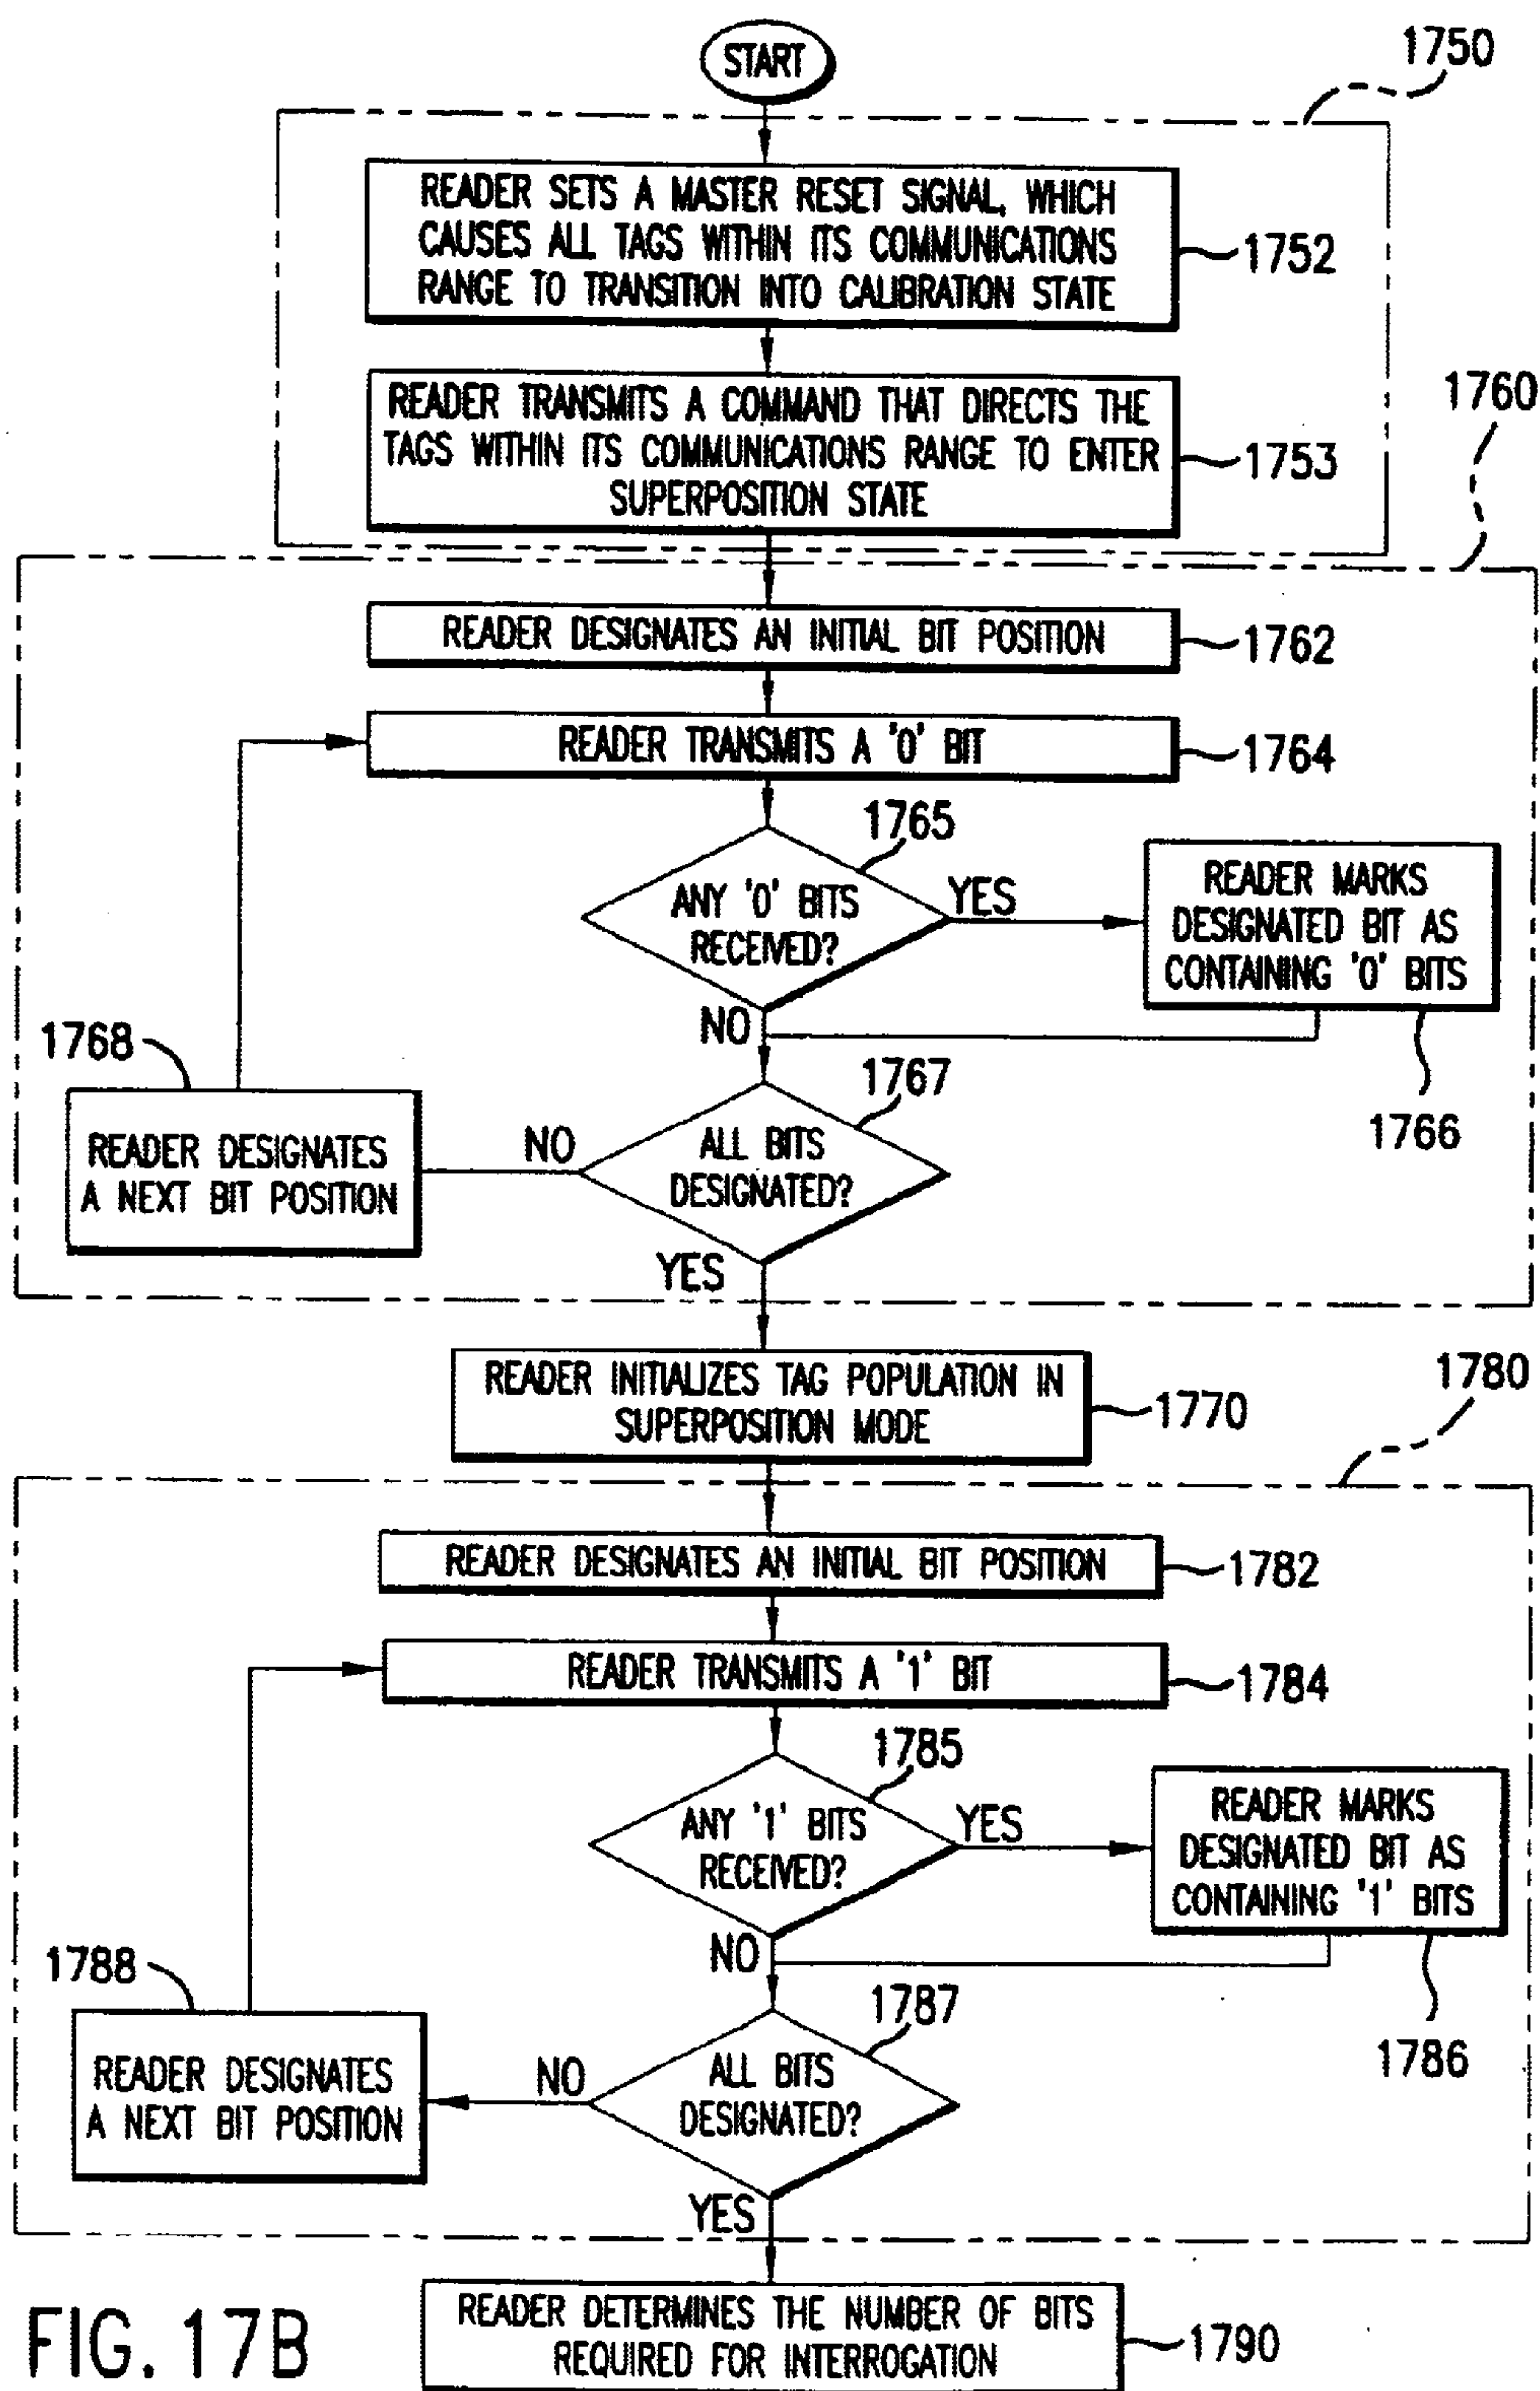 START
1750
READER SETS A MASTER RESET SIGNAL, WHICH
CAUSES ALL TAGS WITHIN ITS COMMUNICATIONS
RANGE TO TRANSITION INTO CALIBRATION STATE
1752
READER TRANSMITS A COMMAND THAT DIRECTS THE
TAGS WITHIN ITS COMMUNICATIONS RANGE TO ENTER
SUPERPOSITION STATE
1753
1760
READER DESIGNATES AN INITIAL BIT POSITION
1762
READER TRANSMITS A '0' BIT
1764
1765
ANY '0' BITS
RECEIVED?
YES
NO
READER MARKS
DESIGNATED BIT AS
CONTAINING '0' BITS
1766
1768
READER DESIGNATES
A NEXT BIT POSITION
NO
1767
ALL BITS
DESIGNATED?
YES
READER INITIALIZES TAG POPULATION IN
SUPERPOSITION MODE
1770
1780
READER DESIGNATES AN INITIAL BIT POSITION
1782
READER TRANSMITS A '1' BIT
1784
1785
ANY '1' BITS
RECEIVED?
YES
NO
READER MARKS
DESIGNATED BIT AS
CONTAINING '1' BITS
1786
1788
READER DESIGNATES
A NEXT BIT POSITION
NO
1787
ALL BITS
DESIGNATED?
YES
READER DETERMINES THE NUMBER OF BITS
REQUIRED FOR INTERROGATION
1790
FIG. 17B